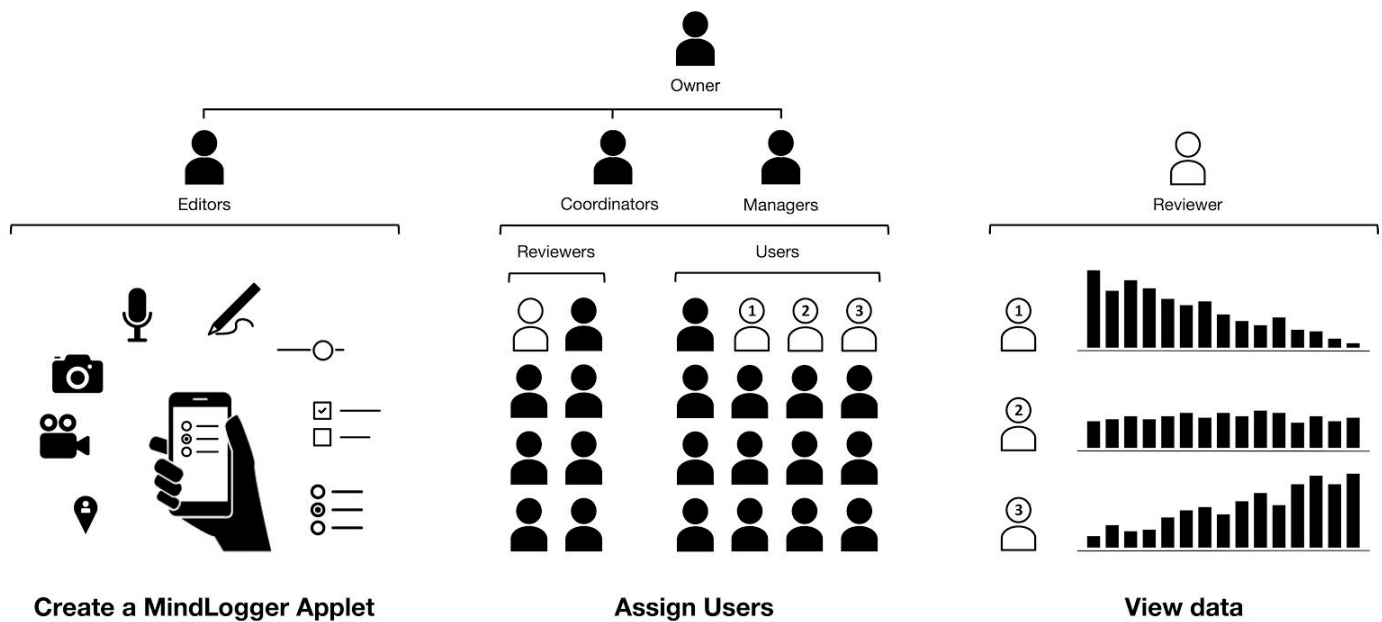 Owner
Editors
Coordinators
Managers
Reviewer
Reviewers
Users
1
2
3
1
2
3
Create a MindLogger Applet
Assign Users
View data